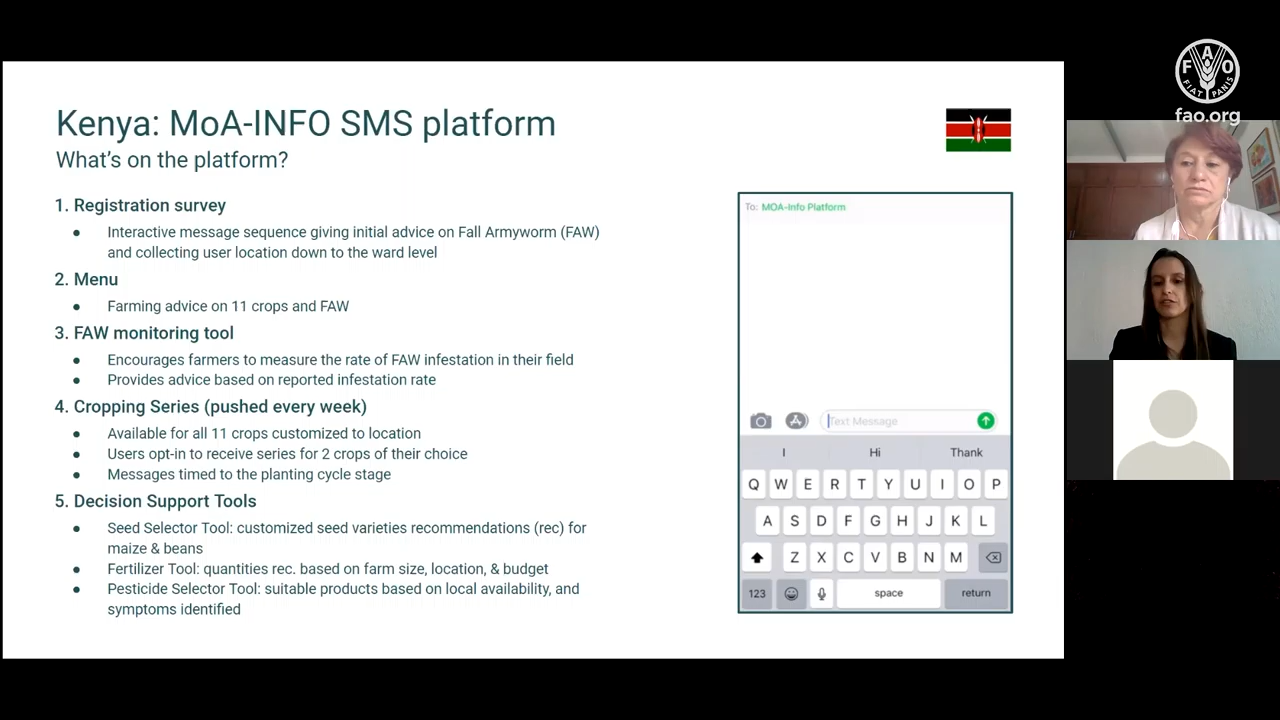 Kenya: MoA-INFO SMS platform
What's on the platform?
1. Registration survey
● Interactive message sequence giving initial advice on Fall Armyworm (FAW)
and collecting user location down to the ward level
2. Menu
● Farming advice on 11 crops and FAW
3. FAW monitoring tool
● Encourages farmers to measure the rate of FAW infestation in their field
● Provides advice based on reported infestation rate
4. Cropping Series (pushed every week)
● Available for all 11 crops customized to location
● Users opt-in to receive series for 2 crops of their choice
● Messages timed to the planting cycle stage
5. Decision Support Tools
● Seed Selector Tool: customized seed varieties recommendations (rec) for
maize & beans
● Fertilizer Tool: quantities rec. based on farm size, location, & budget
● Pesticide Selector Tool: suitable products based on local availability, and
symptoms identified
To: MOA-Info Platform
Text Message
I Hi Thank
Q W E R T Y U I O P
A S D F G H J K L
Z X C V B N M
123 space return
F A O
FIAT PANIS
fao.org